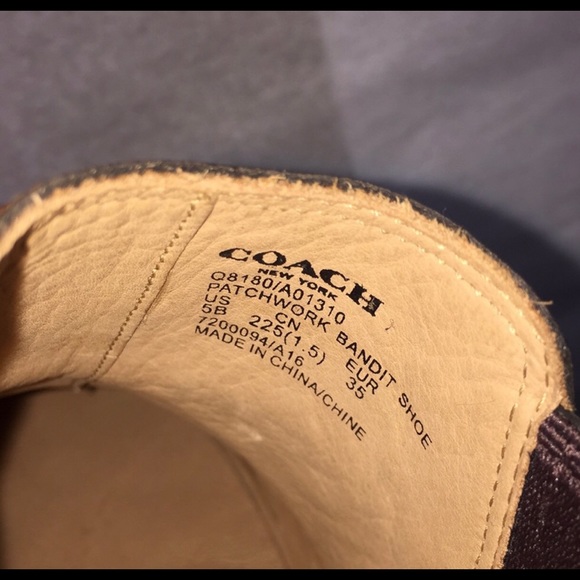 COACH
NEW YORK
Q8180/A01310
PATCHWORK BANDIT SHOE
US CN EUR
5B 225(1.5) 35
7200094/A16
MADE IN CHINA/CHINE